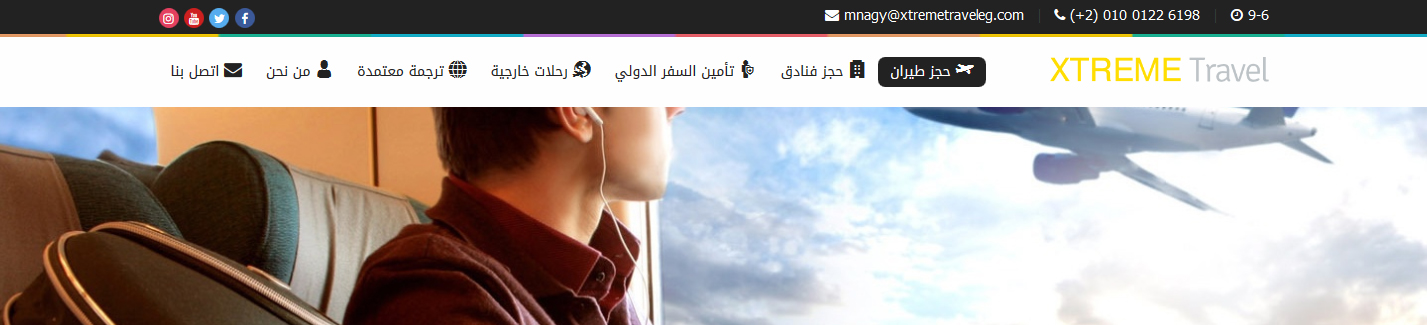 9-6 (+2) 010 0122 6198 mnagy@xtremetraveleg.com
XTREME Travel
حجز طيران حجز فنادق تأمين السفر الدولي رحلات خارجية ترجمة معتمدة من نحن اتصل بنا